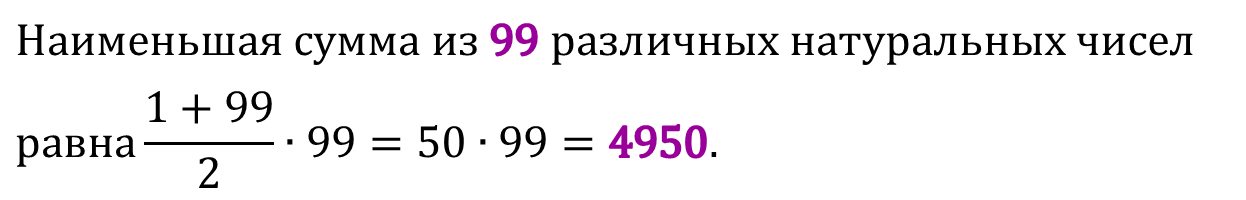 Наименьшая сумма из 99 различных натуральных чисел
равна (1 + 99)/2 · 99 = 50 · 99 = 4950.